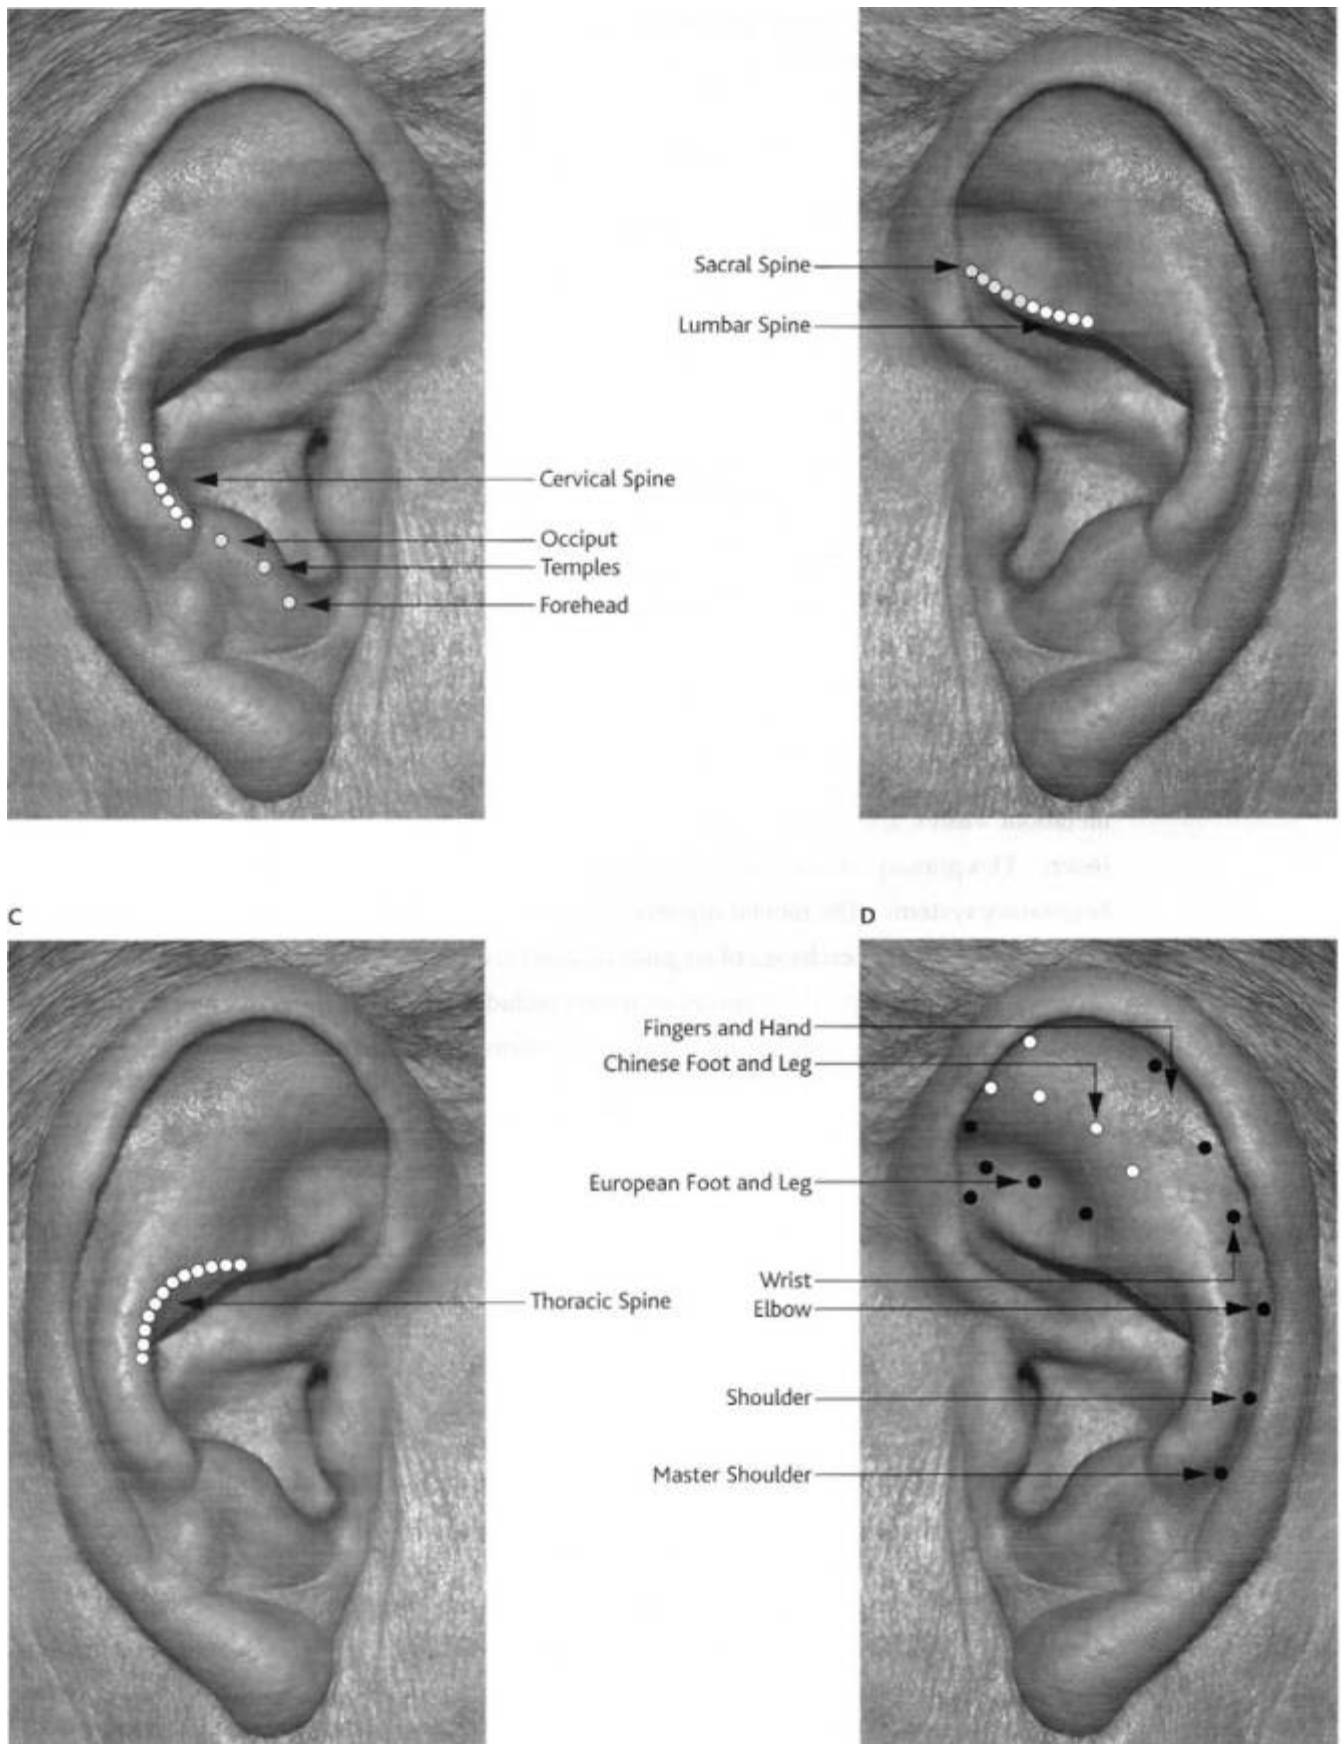 Sacral Spine
Lumbar Spine
Cervical Spine
Occiput
Temples
Forehead
C
D
Fingers and Hand
Chinese Foot and Leg
European Foot and Leg
Wrist
Thoracic Spine
Elbow
Shoulder
Master Shoulder